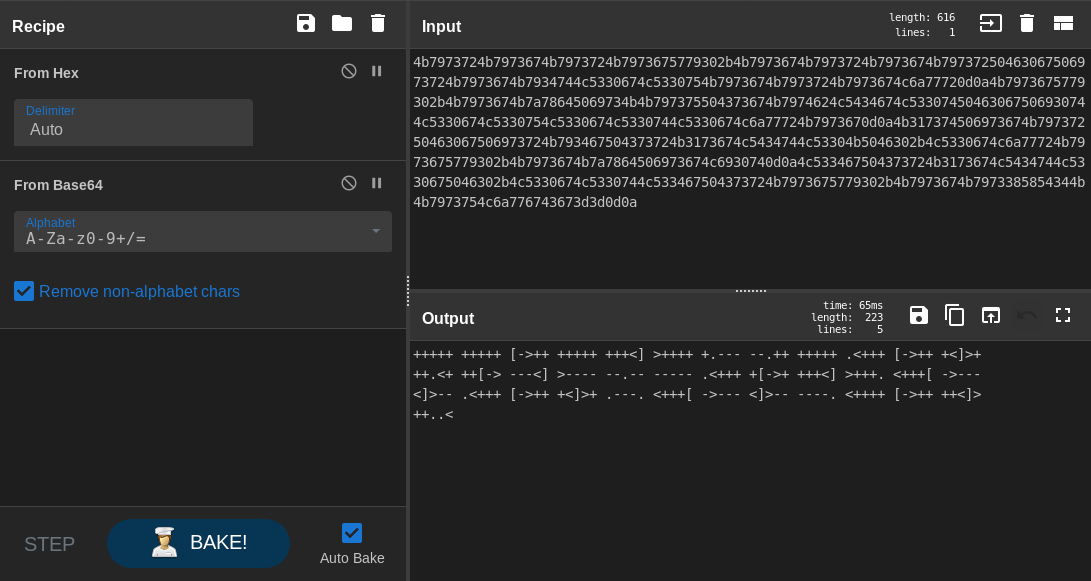 Recipe
From Hex
Delimiter
Auto
From Base64
Alphabet
A-Za-z0-9+/=
Remove non-alphabet chars
STEP
BAKE!
Auto Bake
Input
length: 616
lines: 1
4b7973724b7973674b7973724b7973675779302b4b7973674b7973724b7973674b797372504630675069
73724b7973674b7934744c5330674c5330754b7973674b7973724b7973674c6a77720d0a4b7973675779
302b4b7973674b7a78645069734b4b797375504373674b7974624c5434674c5330745046306750693074
4c5330674c5330754c5330674c5330744c5330674c6a77724b7973670d0a4b317374506973674b797372
50463067506973724b793467504373724b3173674c5434744c53304b5046302b4c5330674c6a77724b79
73675779302b4b7973674b7a7864506973674c6930740d0a4c533467504373724b3173674c5434744c53
30675046302b4c5330674c5330744c533467504373724b7973675779302b4b7973674b7973385854344b
4b7973754c6a776743673d3d0d0a
Output
time: 65ms
length: 223
lines: 5
+++++ +++++ [->++ +++++ +++<] >++++ +.--- --.++ +++++ .<+++ [->++ +<]>+
++.<+ ++[-> ---<] >---- --.-- ----- .<+++ +[->+ +++<] >+++. <+++[ ->---
<]>-- .<+++ [->++ +<]>+ .---. <+++[ ->--- <]>-- ----. <++++ [->++ ++<]>
++..<